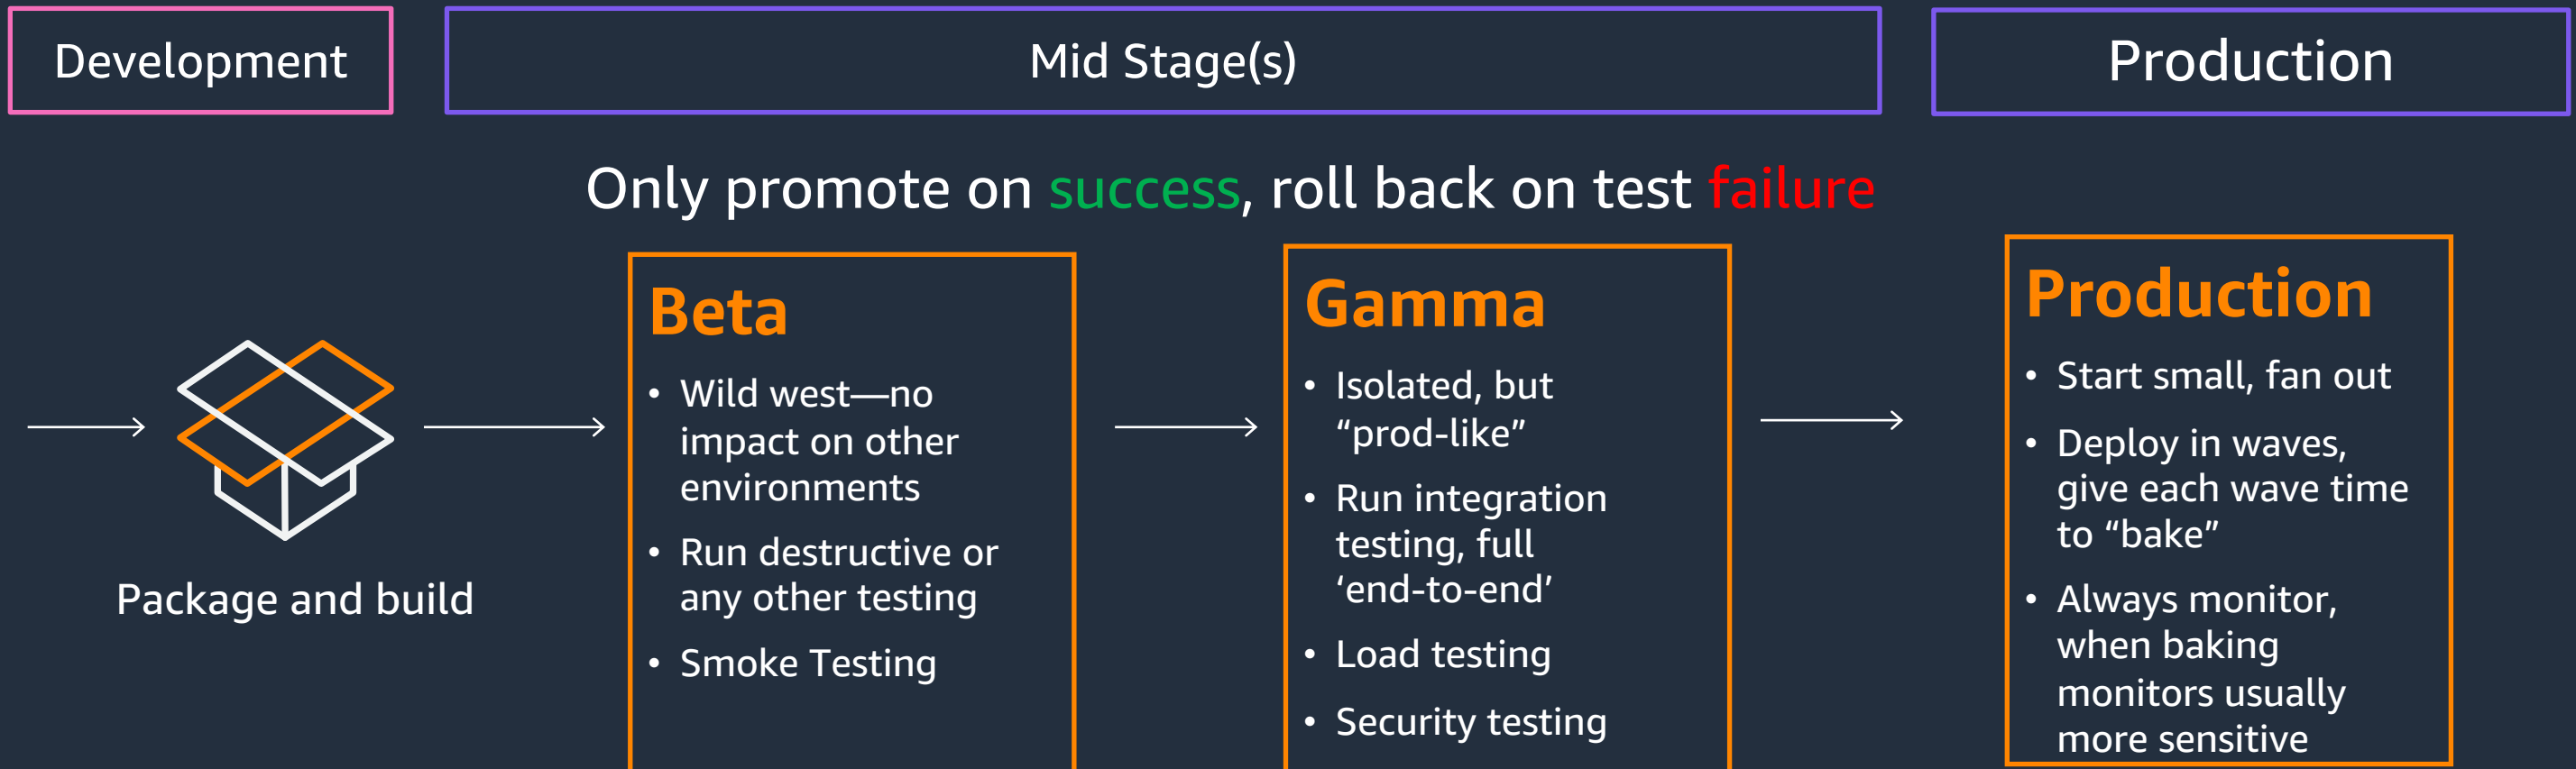 Development
Mid Stage(s)
Production
Only promote on success, roll back on test failure
Package and build
Beta
• Wild west—no
impact on other
environments
• Run destructive or
any other testing
• Smoke Testing
Gamma
• Isolated, but
“prod-like”
• Run integration
testing, full
‘end-to-end’
• Load testing
• Security testing
Production
• Start small, fan out
• Deploy in waves,
give each wave time
to “bake”
• Always monitor,
when baking
monitors usually
more sensitive